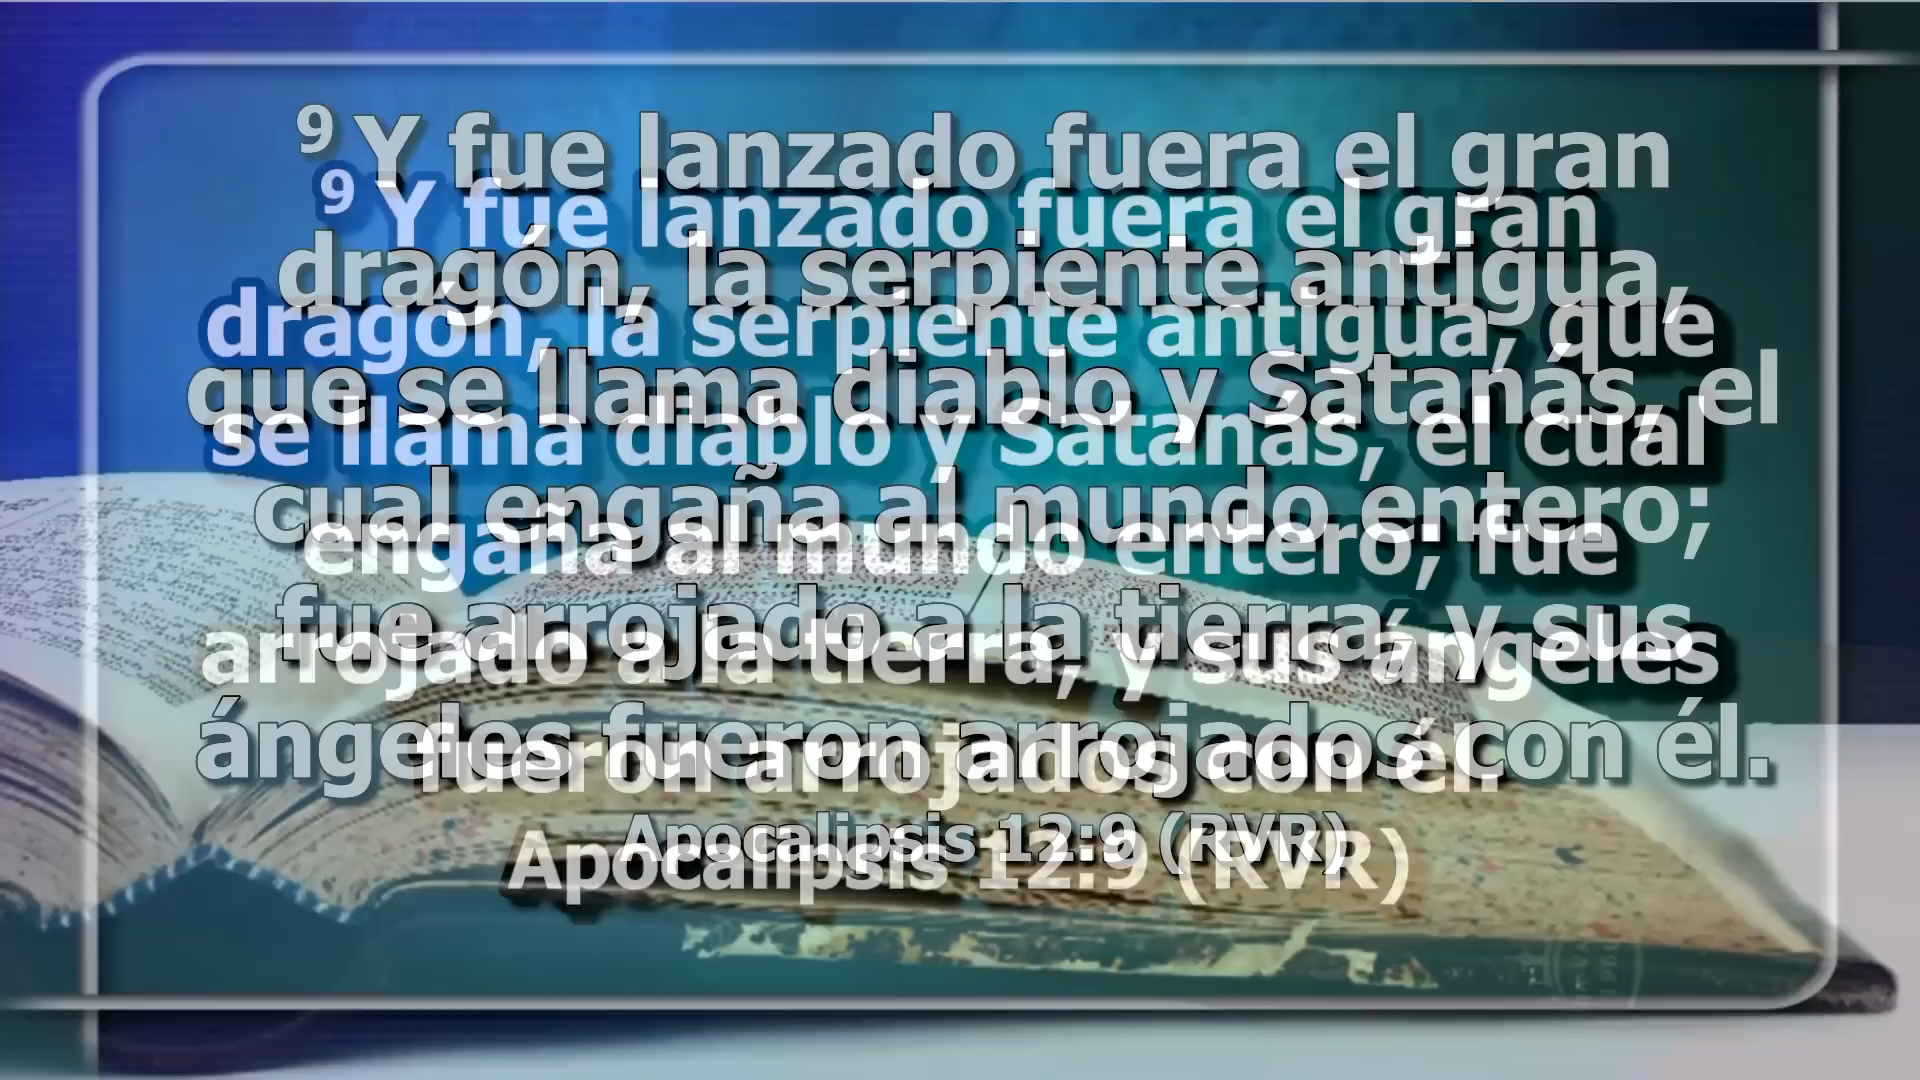 9 Y fue lanzado fuera el gran
9 Y fue lanzado fuera el gran
dragón, la serpiente antigua,
dragón, la serpiente antigua, que
que se llama diablo y Satanás, el
se llama diablo y Satanás, el cual
cual engaña al mundo entero;
engaña al mundo entero; fue
fue arrojado a la tierra, y sus
arrojado a la tierra, y sus ángeles
ángeles fueron arrojados con él.
fueron arrojados con él.
Apocalipsis 12:9 (RVR)
Apocalipsis 12:9 (RVR)